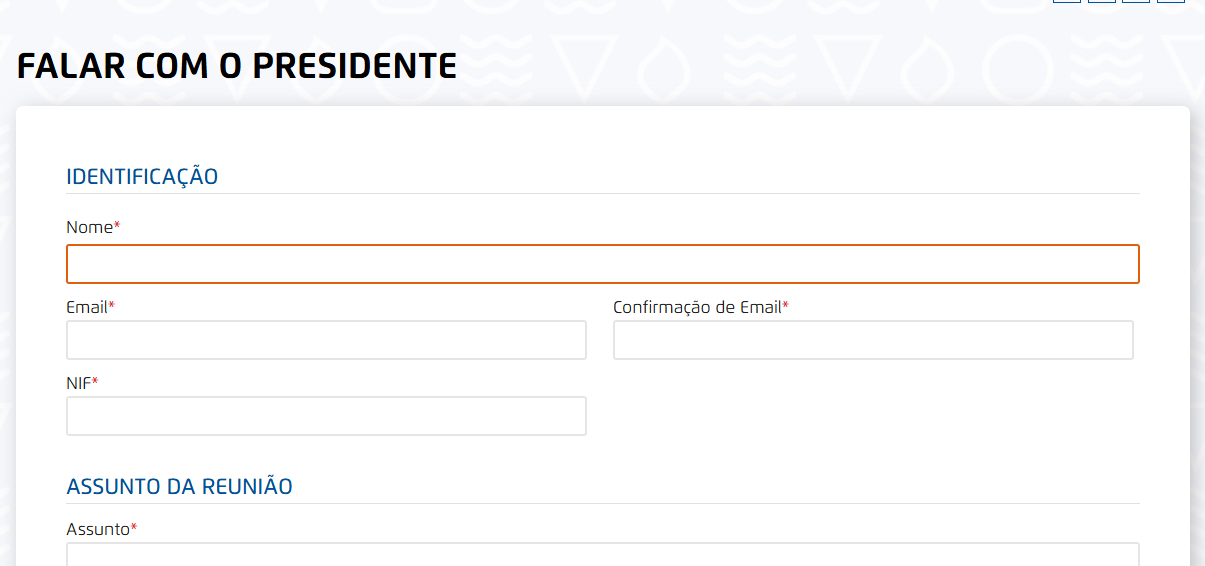 FALAR COM O PRESIDENTE
IDENTIFICAÇÃO
Nome*
Email* Confirmação de Email*
NIF*
ASSUNTO DA REUNIÃO
Assunto*